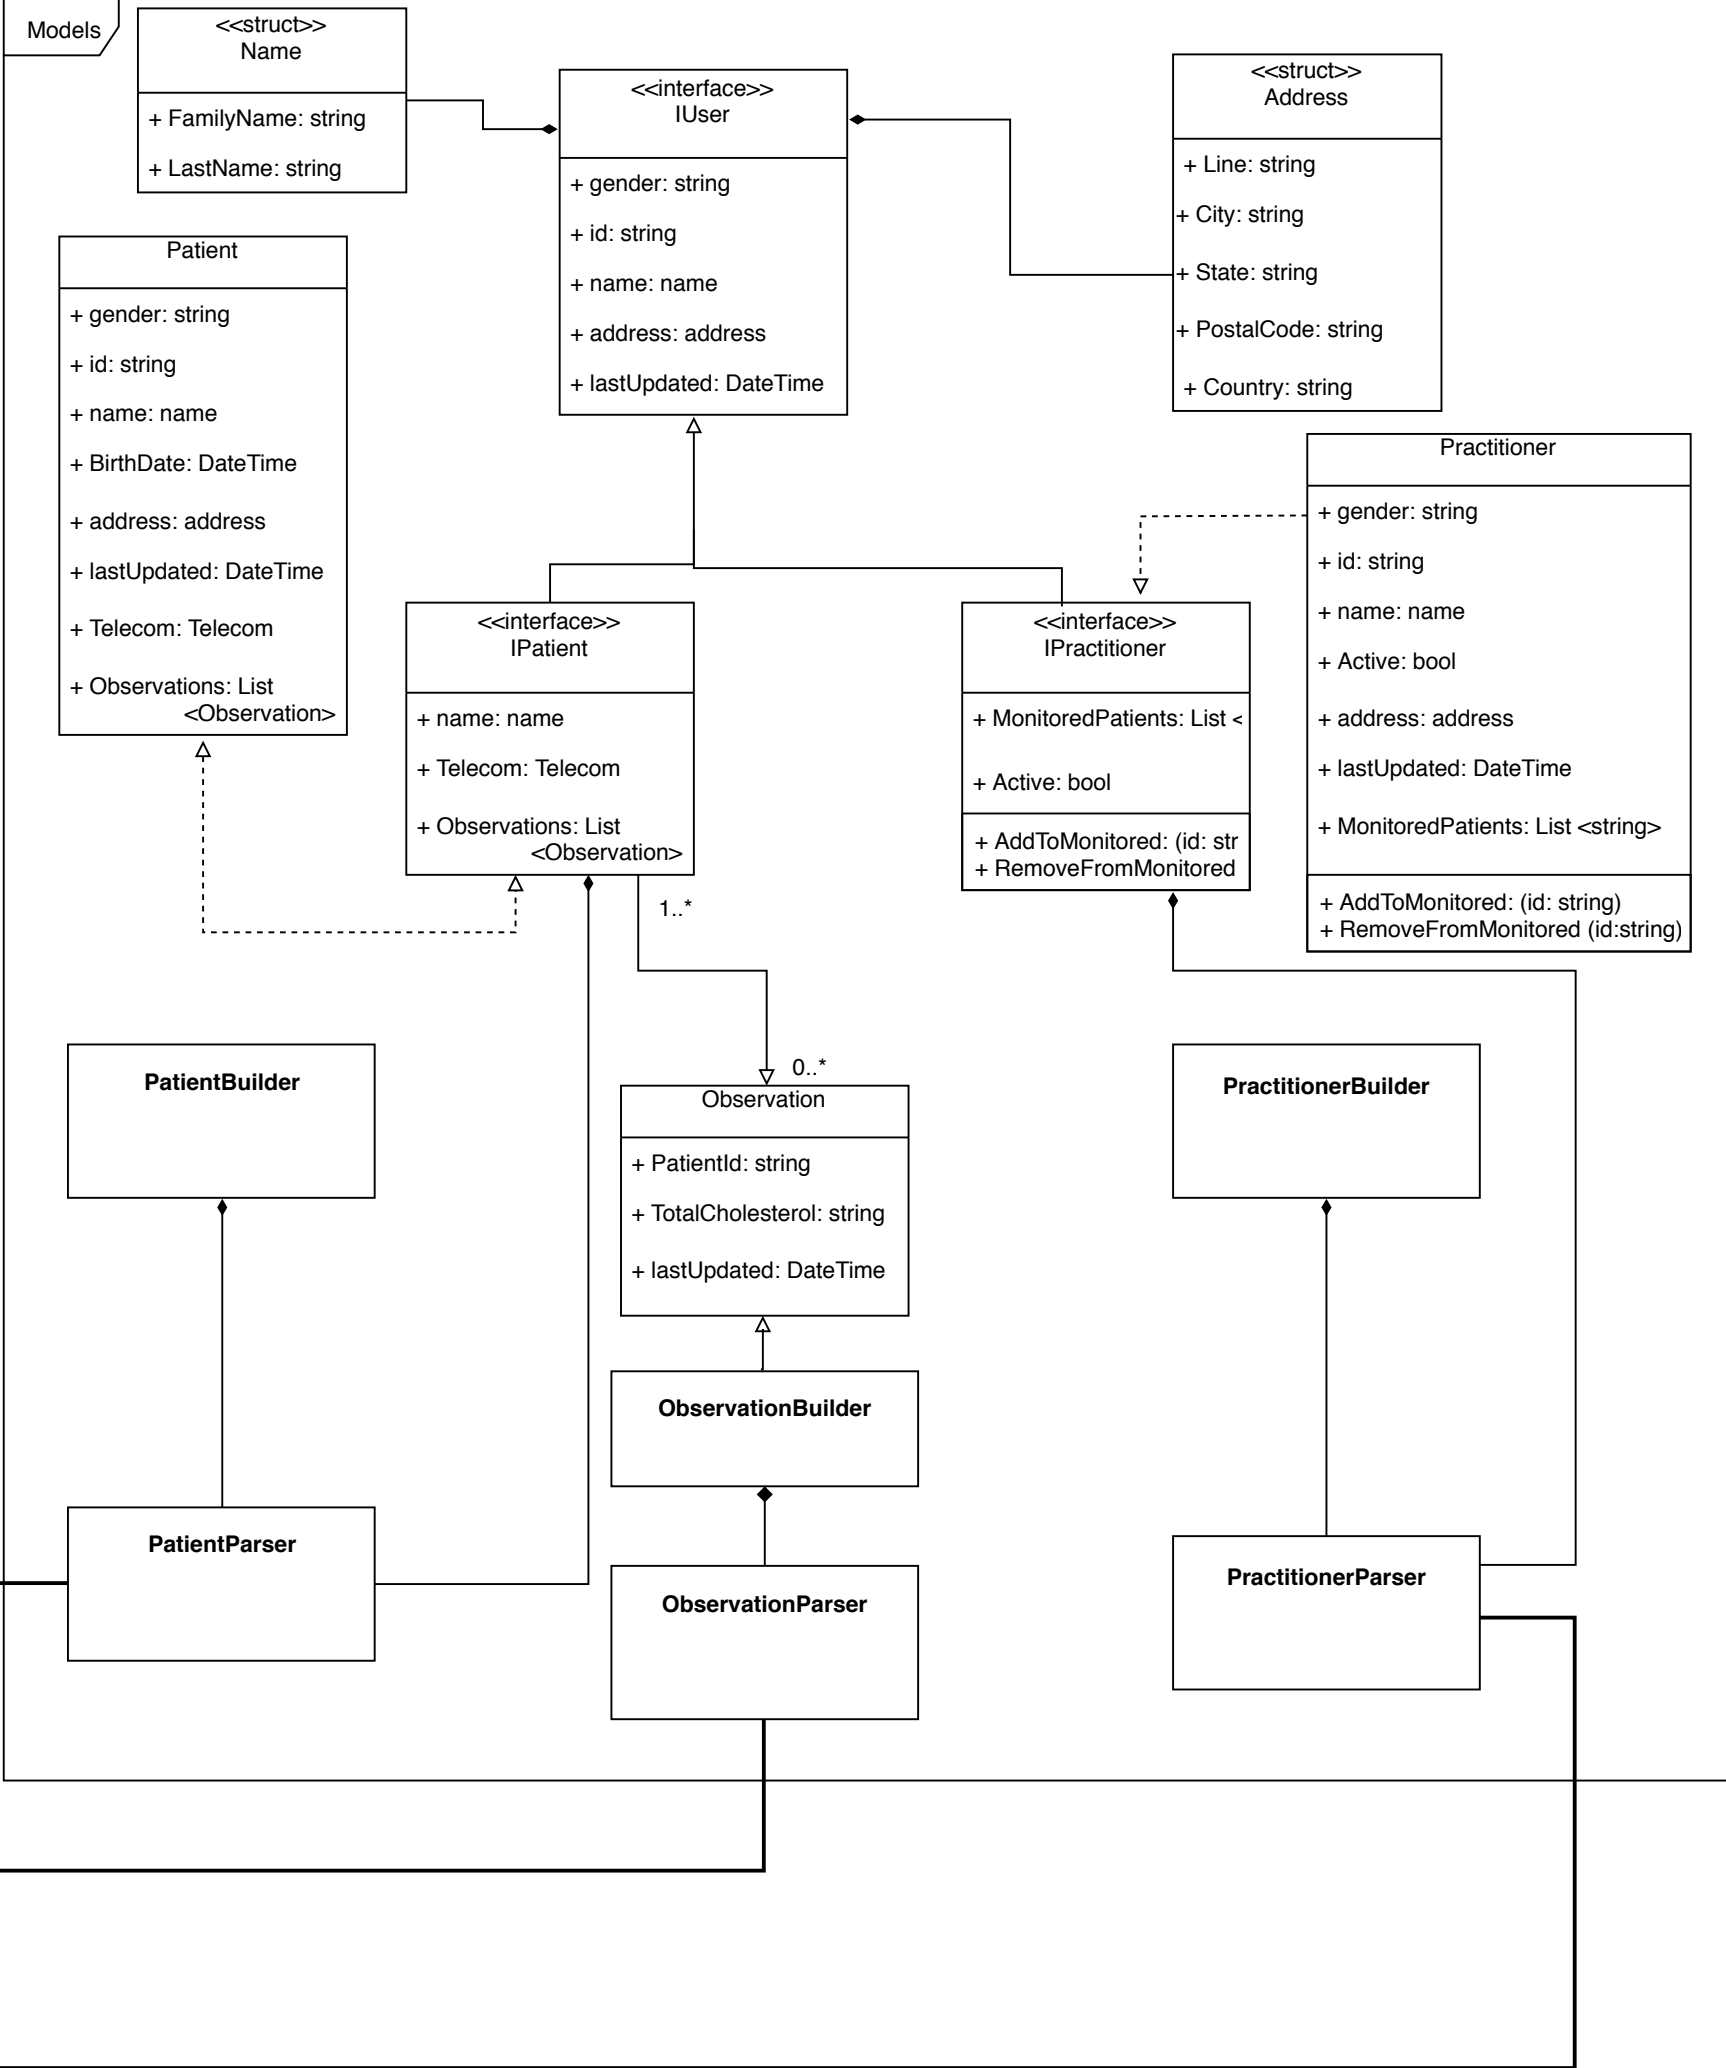 Models
<<struct>>
Name
+ FamilyName: string
+ LastName: string
<<interface>>
IUser
+ gender: string
+ id: string
+ name: name
+ address: address
+ lastUpdated: DateTime
<<struct>>
Address
+ Line: string
+ City: string
+ State: string
+ PostalCode: string
+ Country: string
Patient
+ gender: string
+ id: string
+ name: name
+ BirthDate: DateTime
+ address: address
+ lastUpdated: DateTime
+ Telecom: Telecom
+ Observations: List
<Observation>
Practitioner
+ gender: string
+ id: string
+ name: name
+ Active: bool
+ address: address
+ lastUpdated: DateTime
+ MonitoredPatients: List <string>
+ AddToMonitored: (id: string)
+ RemoveFromMonitored (id:string)
<<interface>>
IPatient
+ name: name
+ Telecom: Telecom
+ Observations: List
<Observation>
<<interface>>
IPractitioner
+ MonitoredPatients: List <
+ Active: bool
+ AddToMonitored: (id: str
+ RemoveFromMonitored
1..*
0..*
PatientBuilder
Observation
+ PatientId: string
+ TotalCholesterol: string
+ lastUpdated: DateTime
PractitionerBuilder
ObservationBuilder
PatientParser
ObservationParser
PractitionerParser